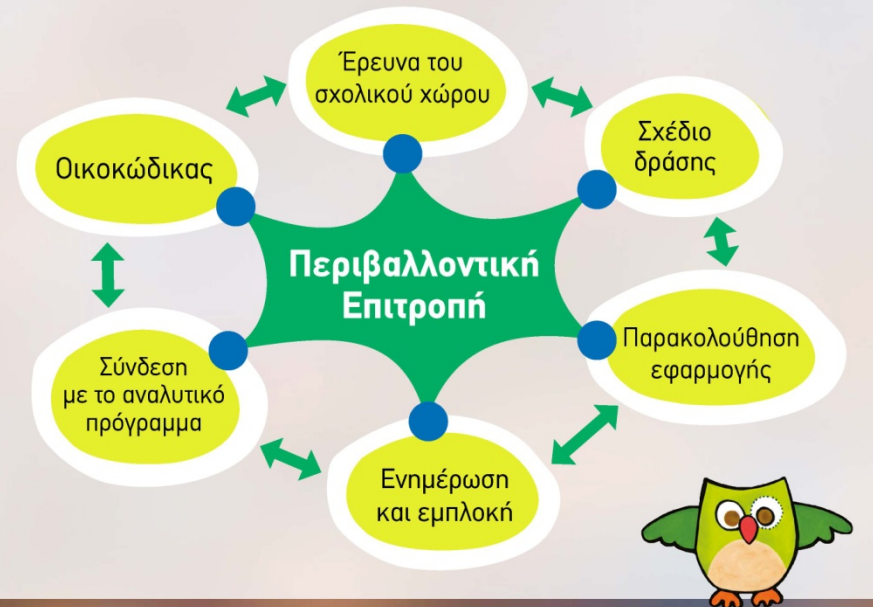 Έρευνα του
σχολικού χώρου
Σχέδιο
δράσης
Παρακολούθηση
εφαρμογής
Ενημέρωση
και εμπλοκή
Σύνδεση
με το αναλυτικό
πρόγραμμα
Οικοκώδικας
Περιβαλλοντική
Επιτροπή